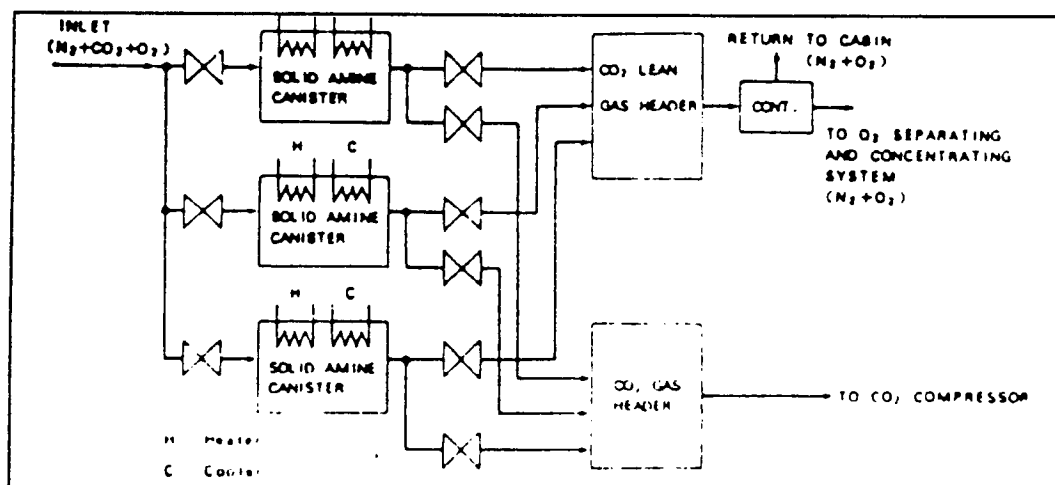 INLET
(N₂+CO₂+O₂)
SOLID AMINE
CANISTER
CO₂ LEAN
GAS HEADER
RETURN TO CABIN
(N₂+O₂)
CONT.
TO O₂ SEPARATING
AND CONCENTRATING
SYSTEM
(N₂+O₂)
H C
SOLID AMINE
CANISTER
H C
SOLID AMINE
CANISTER
CO₂ GAS
HEADER
TO CO₂ COMPRESSOR
H Heater
C Cooler